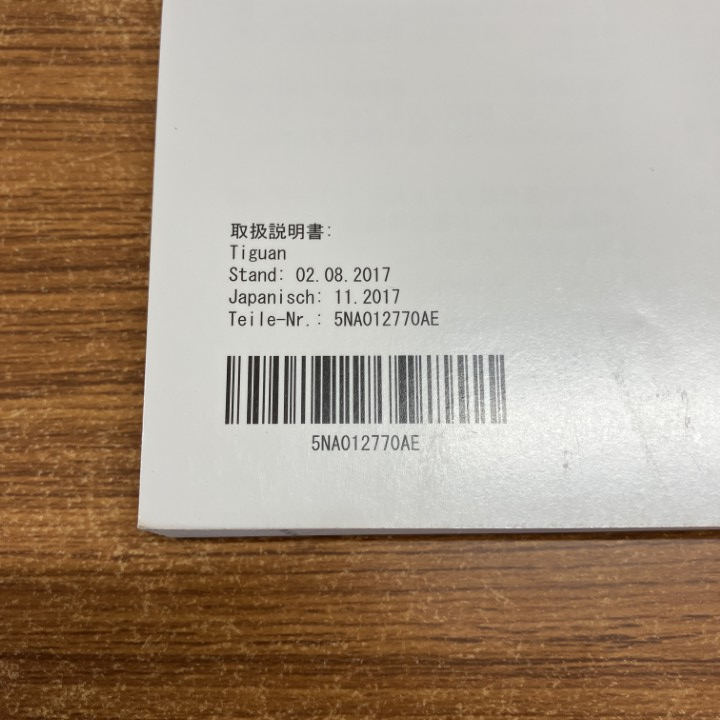 取扱説明書:
Tiguan
Stand: 02.08.2017
Japanisch: 11.2017
Teile-Nr.: 5NA012770AE
5NA012770AE